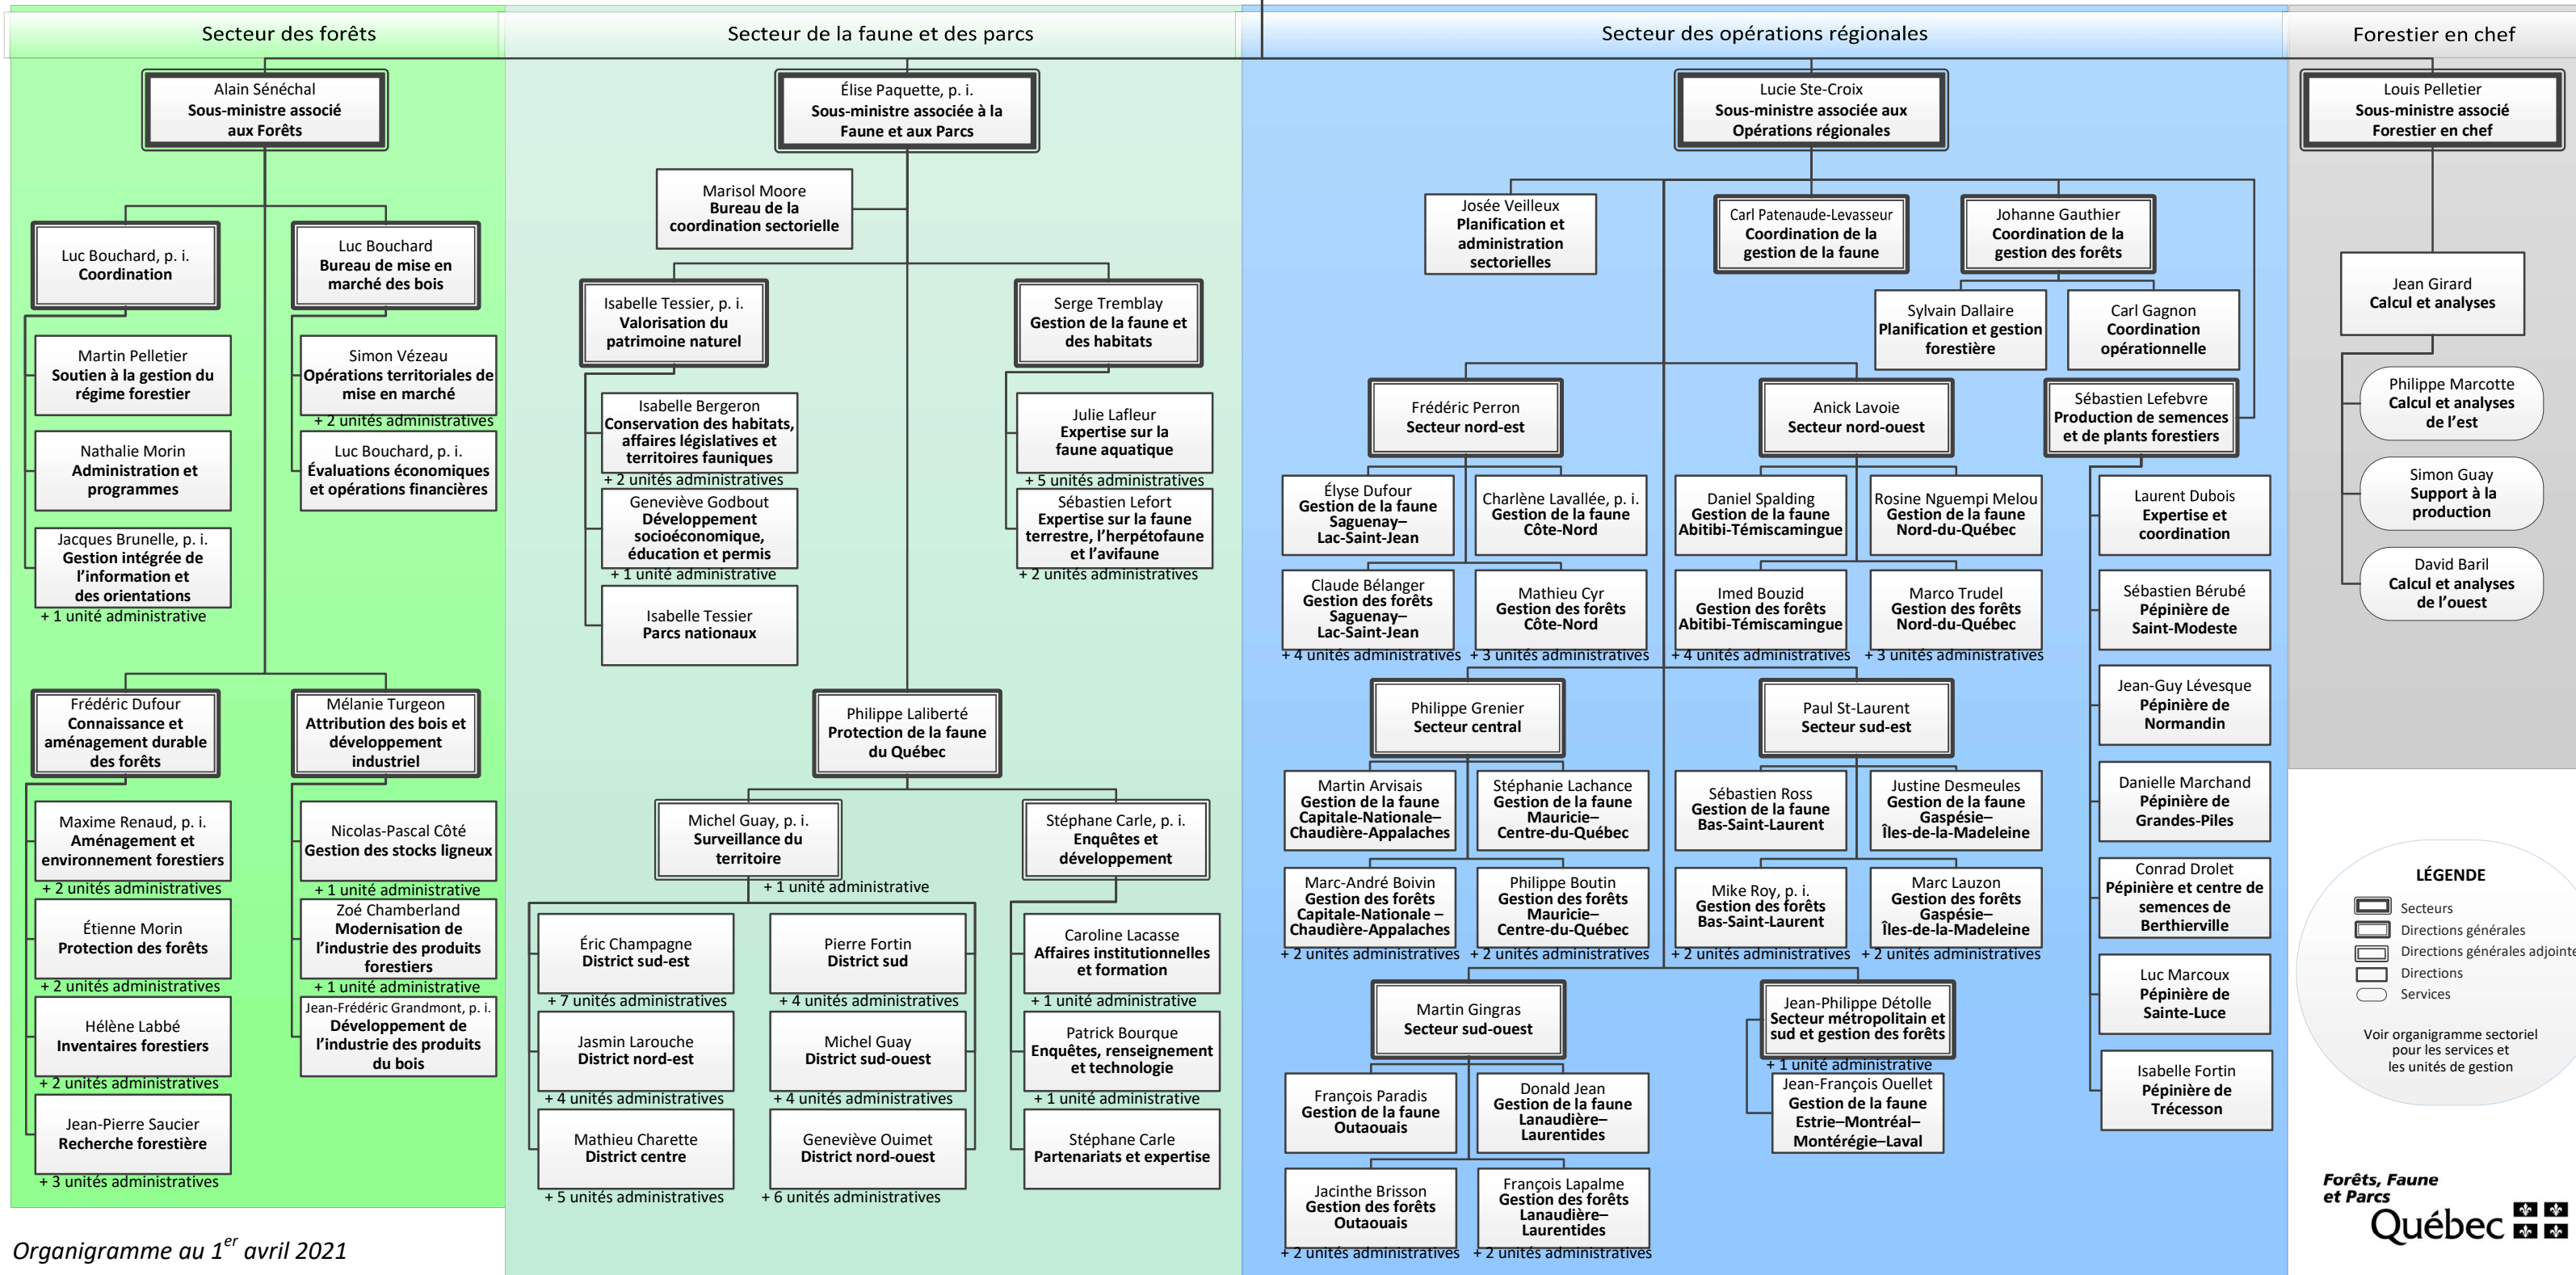 Secteur des forêts
Alain Sénéchal
Sous-ministre associé
aux Forêts
Luc Bouchard, p. i.
Coordination
Martin Pelletier
Soutien à la gestion du
régime forestier
Nathalie Morin
Administration et
programmes
Jacques Brunelle, p. i.
Gestion intégrée de
l’information et
des orientations
+ 1 unité administrative
Luc Bouchard
Bureau de mise en
marché des bois
Simon Vézeau
Opérations territoriales de
mise en marché
+ 2 unités administratives
Luc Bouchard, p. i.
Évaluations économiques
et opérations financières
Frédéric Dufour
Connaissance et
aménagement durable
des forêts
Maxime Renaud, p. i.
Aménagement et
environnement forestiers
+ 2 unités administratives
Étienne Morin
Protection des forêts
+ 2 unités administratives
Hélène Labbé
Inventaires forestiers
+ 2 unités administratives
Jean-Pierre Saucier
Recherche forestière
+ 3 unités administratives
Mélanie Turgeon
Attribution des bois et
développement
industriel
Nicolas-Pascal Côté
Gestion des stocks ligneux
+ 1 unité administrative
Zoé Chamberland
Modernisation de
l’industrie des produits
forestiers
+ 1 unité administrative
Jean-Frédéric Grandmont, p. i.
Développement de
l’industrie des produits
du bois
Organigramme au 1er avril 2021
Secteur de la faune et des parcs
Élise Paquette, p. i.
Sous-ministre associée à la
Faune et aux Parcs
Marisol Moore
Bureau de la
coordination sectorielle
Isabelle Tessier, p. i.
Valorisation du
patrimoine naturel
Isabelle Bergeron
Conservation des habitats,
affaires législatives et
territoires fauniques
+ 2 unités administratives
Geneviève Godbout
Développement
socioéconomique,
éducation et permis
+ 1 unité administrative
Isabelle Tessier
Parcs nationaux
Serge Tremblay
Gestion de la faune et
des habitats
Julie Lafleur
Expertise sur la
faune aquatique
+ 5 unités administratives
Sébastien Lefort
Expertise sur la faune
terrestre, l’herpétofaune
et l’avifaune
+ 2 unités administratives
Philippe Laliberté
Protection de la faune
du Québec
Michel Guay, p. i.
Surveillance du
territoire
+ 1 unité administrative
Éric Champagne
District sud-est
+ 7 unités administratives
Jasmin Larouche
District nord-est
+ 4 unités administratives
Mathieu Charette
District centre
+ 5 unités administratives
Pierre Fortin
District sud
+ 4 unités administratives
Michel Guay
District sud-ouest
+ 4 unités administratives
Geneviève Ouimet
District nord-ouest
+ 6 unités administratives
Stéphane Carle, p. i.
Enquêtes et
développement
Caroline Lacasse
Affaires institutionnelles
et formation
+ 1 unité administrative
Patrick Bourque
Enquêtes, renseignement
et technologie
+ 1 unité administrative
Stéphane Carle
Partenariats et expertise
Secteur des opérations régionales
Lucie Ste-Croix
Sous-ministre associée aux
Opérations régionales
Josée Veilleux
Planification et
administration
sectorielles
Carl Patenaude-Levasseur
Coordination de la
gestion de la faune
Johanne Gauthier
Coordination de la
gestion des forêts
Sylvain Dallaire
Planification et gestion
forestière
Carl Gagnon
Coordination
opérationnelle
Frédéric Perron
Secteur nord-est
Élyse Dufour
Gestion de la faune
Saguenay–
Lac-Saint-Jean
Charlène Lavallée, p. i.
Gestion de la faune
Côte-Nord
Claude Bélanger
Gestion des forêts
Saguenay–
Lac-Saint-Jean
+ 4 unités administratives
Mathieu Cyr
Gestion des forêts
Côte-Nord
+ 3 unités administratives
Anick Lavoie
Secteur nord-ouest
Daniel Spalding
Gestion de la faune
Abitibi-Témiscamingue
Rosine Nguempi Melou
Gestion de la faune
Nord-du-Québec
Imed Bouzid
Gestion des forêts
Abitibi-Témiscamingue
+ 4 unités administratives
Marco Trudel
Gestion des forêts
Nord-du-Québec
+ 3 unités administratives
Philippe Grenier
Secteur central
Martin Arvisais
Gestion de la faune
Capitale-Nationale–
Chaudière-Appalaches
Stéphanie Lachance
Gestion de la faune
Mauricie–
Centre-du-Québec
Marc-André Boivin
Gestion des forêts
Capitale-Nationale –
Chaudière-Appalaches
+ 2 unités administratives
Philippe Boutin
Gestion des forêts
Mauricie–
Centre-du-Québec
+ 2 unités administratives
Paul St-Laurent
Secteur sud-est
Sébastien Ross
Gestion de la faune
Bas-Saint-Laurent
Justine Desmeules
Gestion de la faune
Gaspésie–
Îles-de-la-Madeleine
Mike Roy, p. i.
Gestion des forêts
Bas-Saint-Laurent
+ 2 unités administratives
Marc Lauzon
Gestion des forêts
Gaspésie–
Îles-de-la-Madeleine
+ 2 unités administratives
Martin Gingras
Secteur sud-ouest
François Paradis
Gestion de la faune
Outaouais
Donald Jean
Gestion de la faune
Lanaudière–
Laurentides
Jacinthe Brisson
Gestion des forêts
Outaouais
+ 2 unités administratives
François Lapalme
Gestion des forêts
Lanaudière–
Laurentides
+ 2 unités administratives
Jean-Philippe Détolle
Secteur métropolitain et
sud et gestion des forêts
+ 1 unité administrative
Jean-François Ouellet
Gestion de la faune
Estrie–Montréal–
Montérégie–Laval
Sébastien Lefebvre
Production de semences
et de plants forestiers
Laurent Dubois
Expertise et
coordination
Sébastien Bérubé
Pépinière de
Saint-Modeste
Jean-Guy Lévesque
Pépinière de
Normandin
Danielle Marchand
Pépinière de
Grandes-Piles
Conrad Drolet
Pépinière et centre de
semences de
Berthierville
Luc Marcoux
Pépinière de
Sainte-Luce
Isabelle Fortin
Pépinière de
Trécesson
Forestier en chef
Louis Pelletier
Sous-ministre associé
Forestier en chef
Jean Girard
Calcul et analyses
Philippe Marcotte
Calcul et analyses
de l’est
Simon Guay
Support à la
production
David Baril
Calcul et analyses
de l’ouest
LÉGENDE
Secteurs
Directions générales
Directions générales adjointe
Directions
Services
Voir organigramme sectoriel
pour les services et
les unités de gestion
Forêts, Faune
et Parcs
Québec